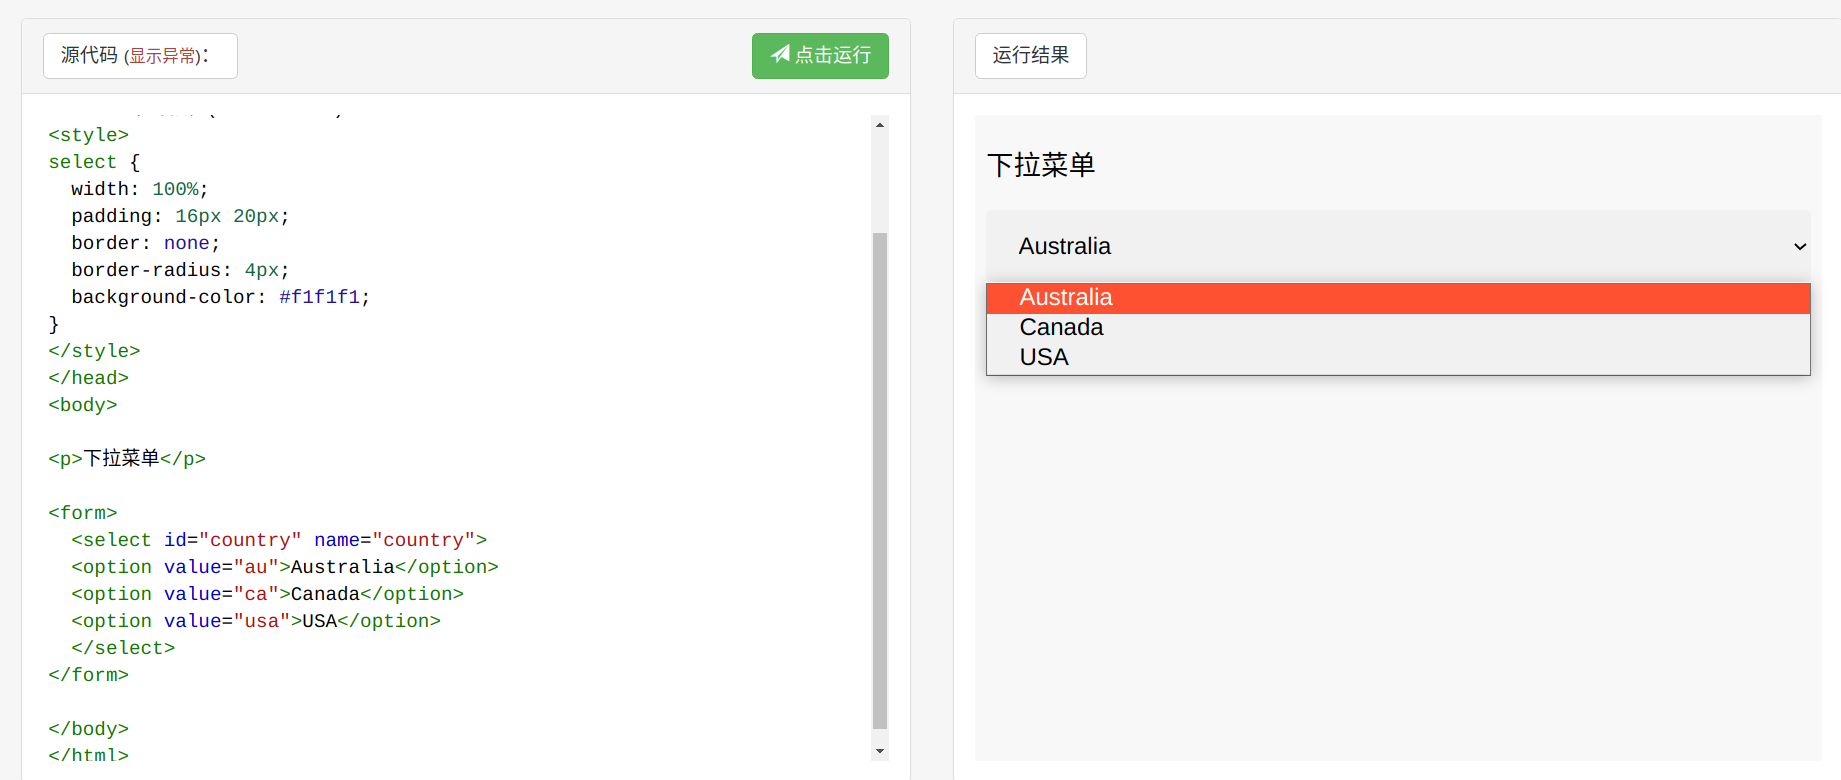 源代码 (显示异常)：
点击运行
<style>
select {
  width: 100%;
  padding: 16px 20px;
  border: none;
  border-radius: 4px;
  background-color: #f1f1f1;
}
</style>
</head>
<body>
<p>下拉菜单</p>
<form>
  <select id="country" name="country">
  <option value="au">Australia</option>
  <option value="ca">Canada</option>
  <option value="usa">USA</option>
  </select>
</form>
</body>
</html>
运行结果
下拉菜单
Australia
Australia
Canada
USA